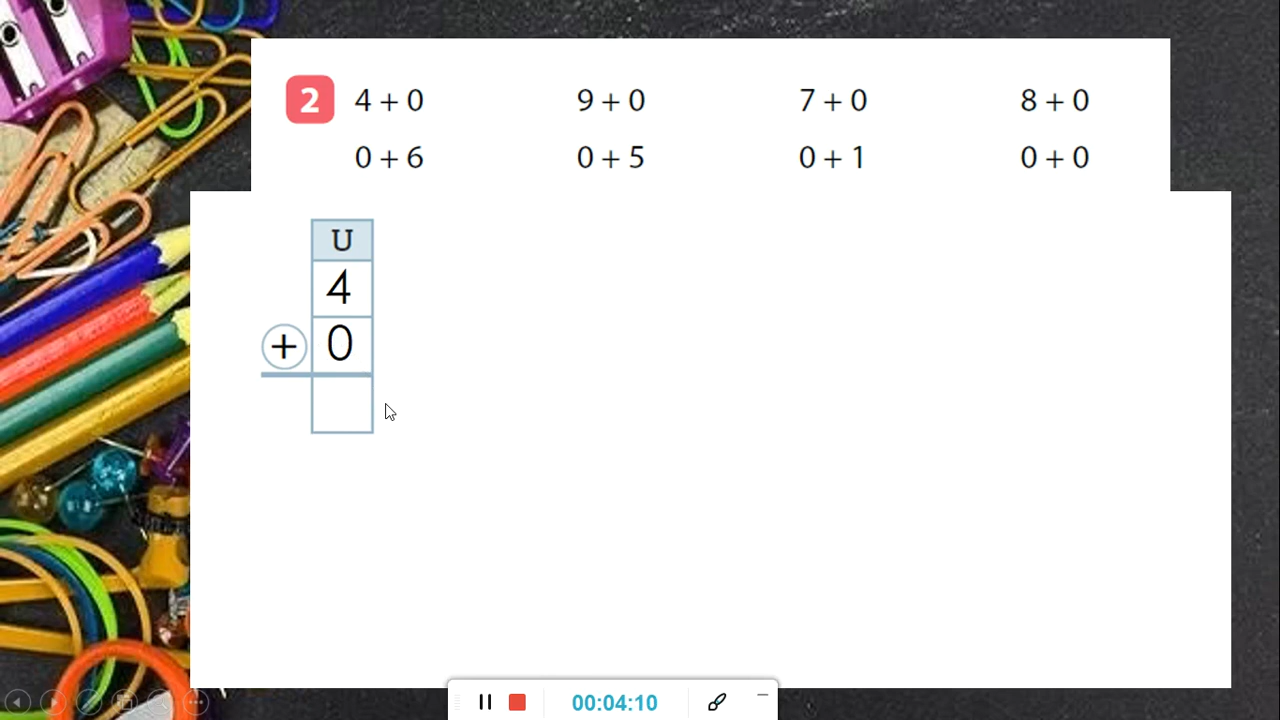 2 4 + 0 9 + 0 7 + 0 8 + 0
0 + 6 0 + 5 0 + 1 0 + 0
U
4
+ 0
00:04:10